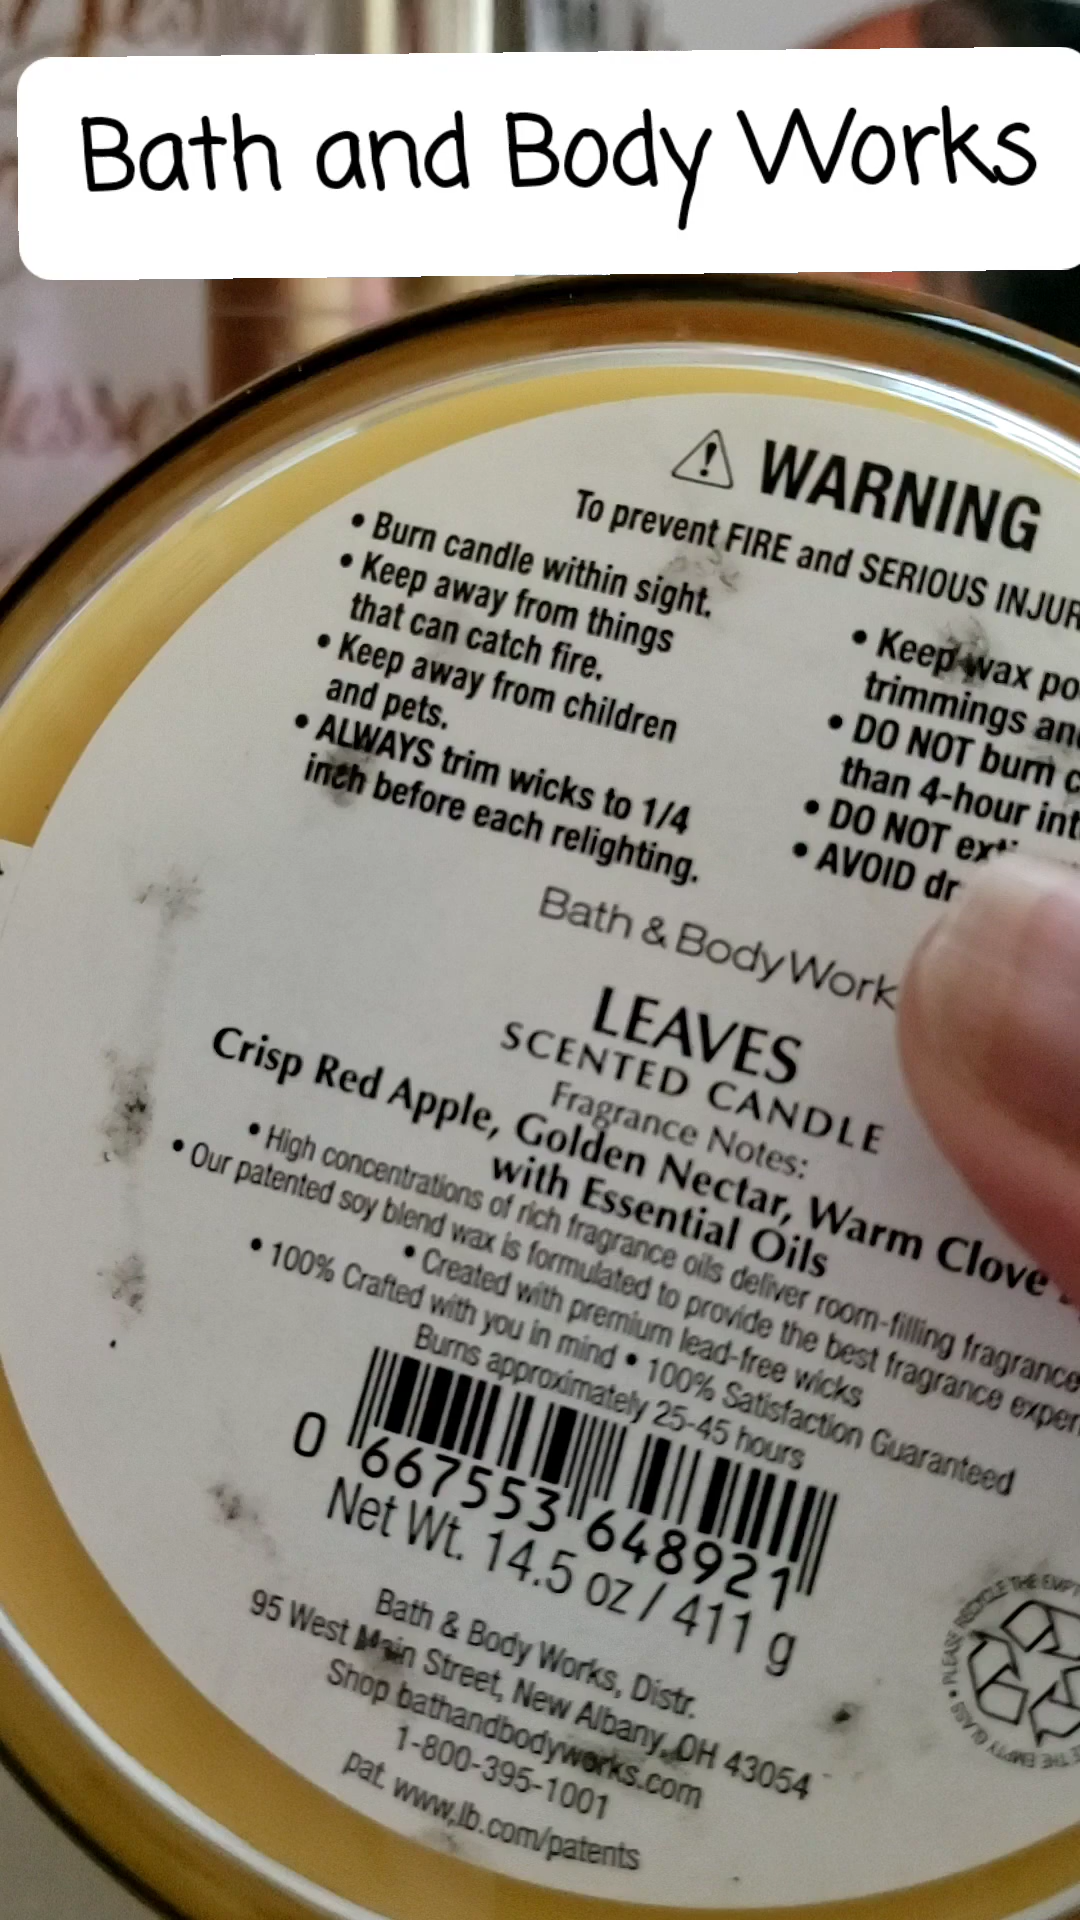 Bath and Body Works
WARNING
To prevent FIRE and SERIOUS INJUR
• Burn candle within sight.
• Keep away from things
that can catch fire.
• Keep away from children
and pets.
• ALWAYS trim wicks to 1/4
inch before each relighting.
• Keep wax po
trimmings an
• DO NOT burn c
than 4-hour int
• DO NOT ext
• AVOID dr
Bath & Body Work
LEAVES
SCENTED CANDLE
Fragrance Notes:
Crisp Red Apple, Golden Nectar, Warm Clove
with Essential Oils
• High concentrations of rich fragrance oils deliver room-filling fragrance
• Our patented soy blend wax is formulated to provide the best fragrance exper
• Created with premium lead-free wicks
• 100% Crafted with you in mind • 100% Satisfaction Guaranteed
Burns approximately 25-45 hours
0 667553 648921
Net Wt. 14.5 oz / 411 g
Bath & Body Works, Distr.
95 West Main Street, New Albany, OH 43054
Shop bathandbodyworks.com
1-800-395-1001
pat. www.lb.com/patents
• PLEASE RECYCLE THE EMPT
E THE EMPTY GLASS